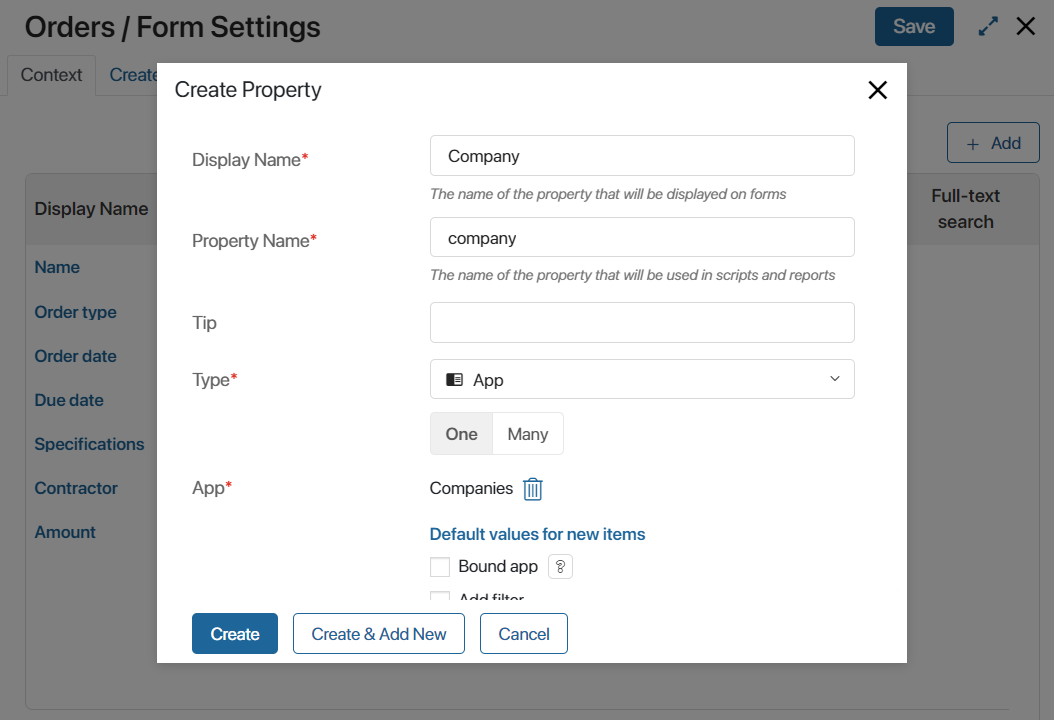 Orders / Form Settings
Save
Context
Create
Create Property
+ Add
Display Name
Full-text
search
Name
Order type
Order date
Due date
Specifications
Contractor
Amount
Display Name*
Company
The name of the property that will be displayed on forms
Property Name*
company
The name of the property that will be used in scripts and reports
Tip
Type*
App
One
Many
App*
Companies
Default values for new items
Bound app ?
Add filter
Create
Create & Add New
Cancel